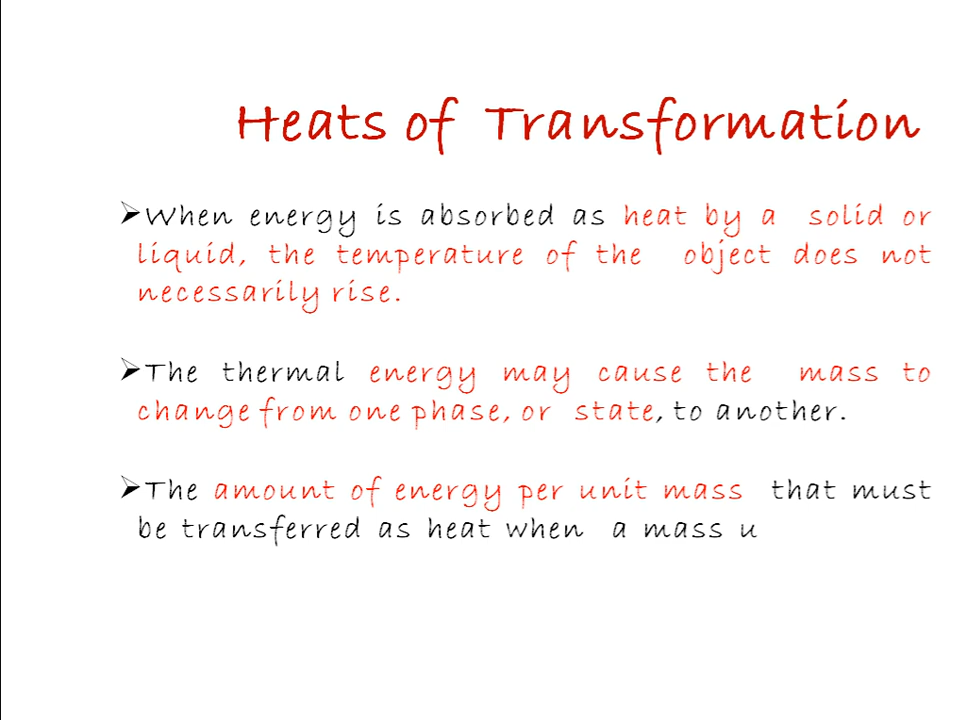 Heats of Transformation
➢When energy is absorbed as heat by a solid or
liquid, the temperature of the object does not
necessarily rise.
➢The thermal energy may cause the mass to
change from one phase, or state, to another.
➢The amount of energy per unit mass that must
be transferred as heat when a mass u